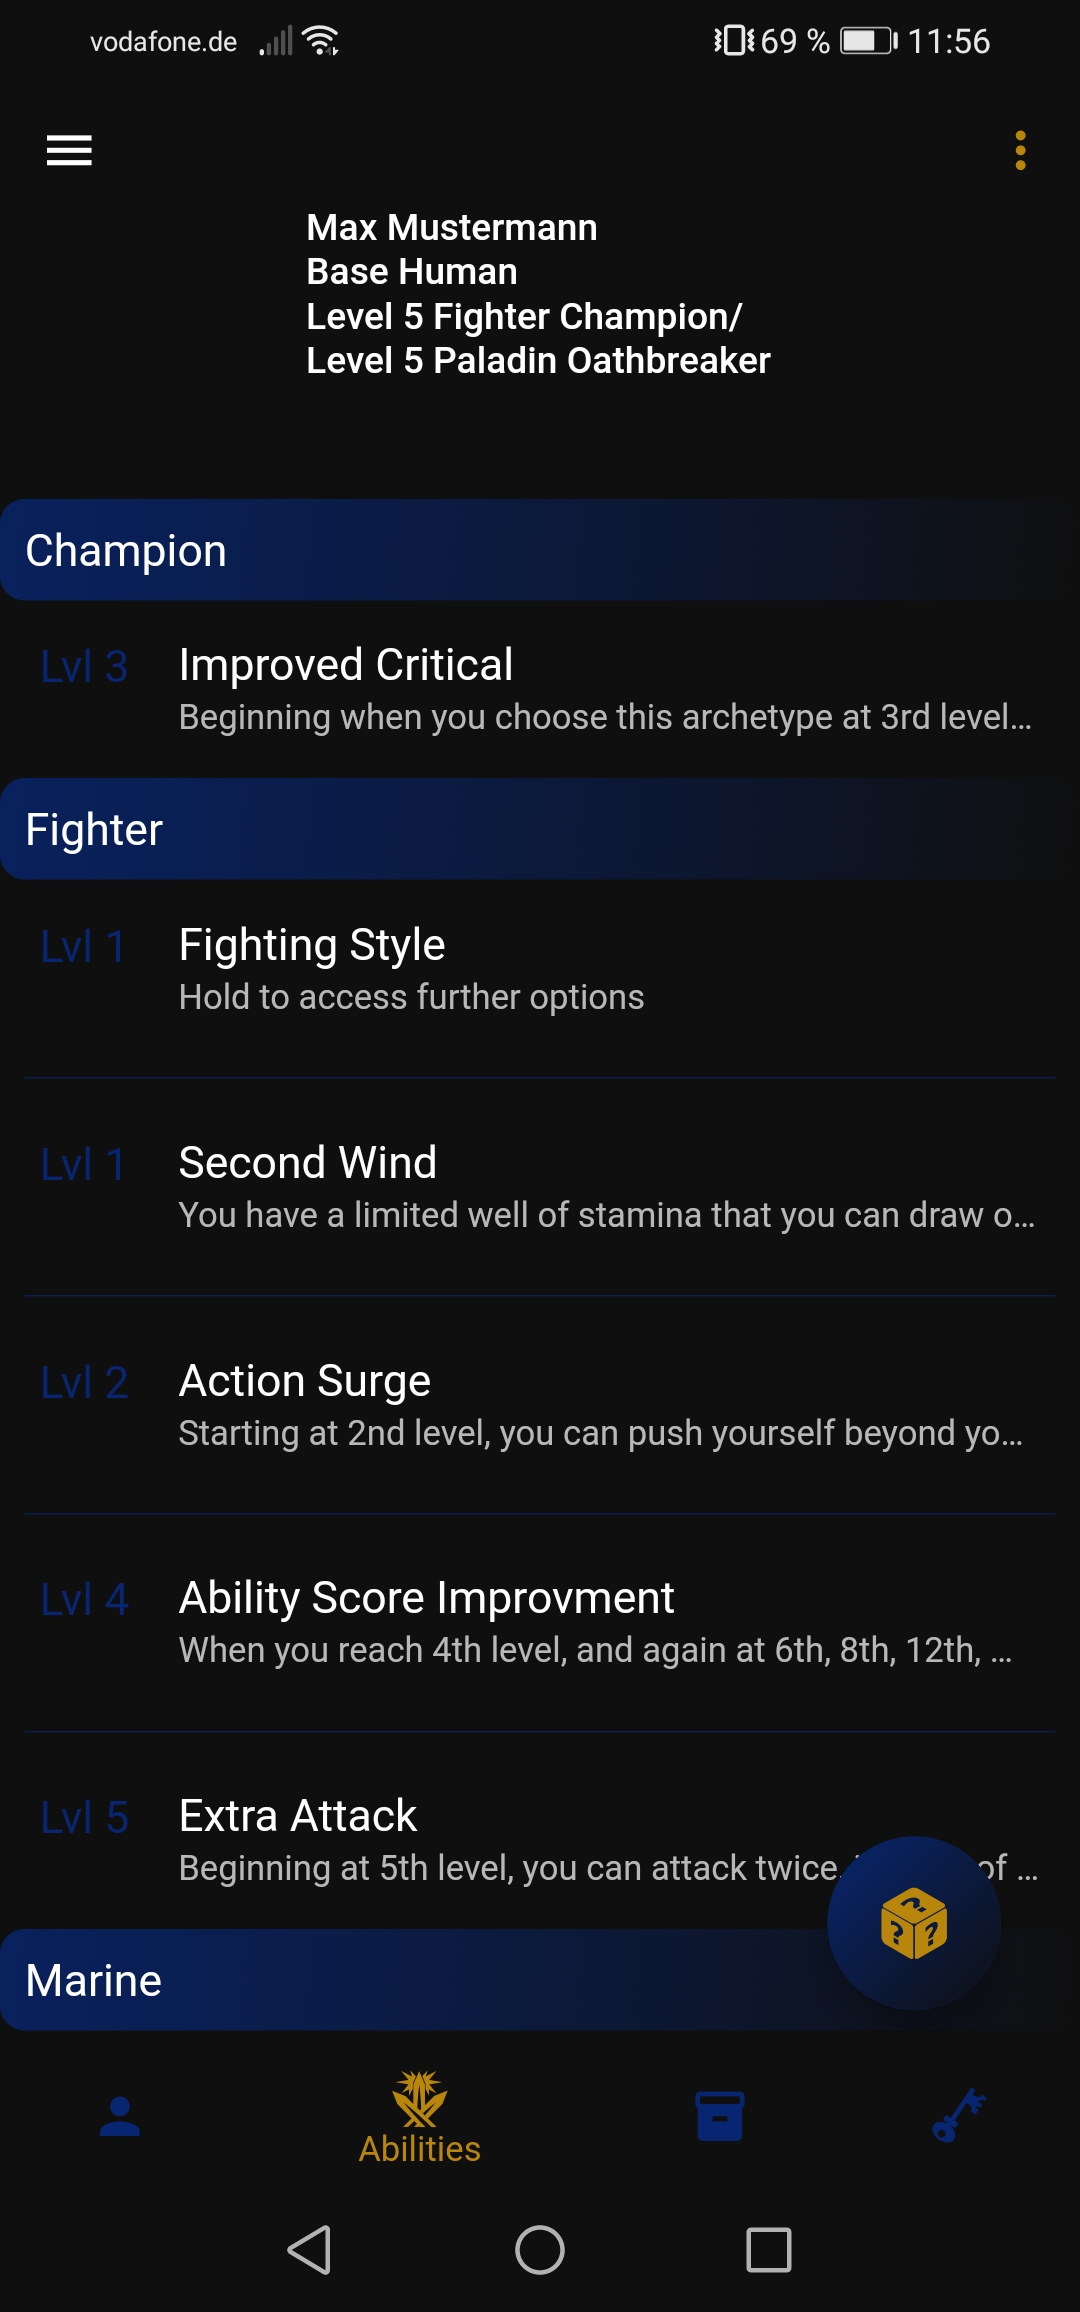 vodafone.de 69 % 11:56
Max Mustermann
Base Human
Level 5 Fighter Champion/
Level 5 Paladin Oathbreaker
Champion
Lvl 3 Improved Critical
Beginning when you choose this archetype at 3rd level...
Fighter
Lvl 1 Fighting Style
Hold to access further options
Lvl 1 Second Wind
You have a limited well of stamina that you can draw o...
Lvl 2 Action Surge
Starting at 2nd level, you can push yourself beyond yo...
Lvl 4 Ability Score Improvment
When you reach 4th level, and again at 6th, 8th, 12th, ...
Lvl 5 Extra Attack
Beginning at 5th level, you can attack twice, of ...
Marine
? ? ?
Abilities